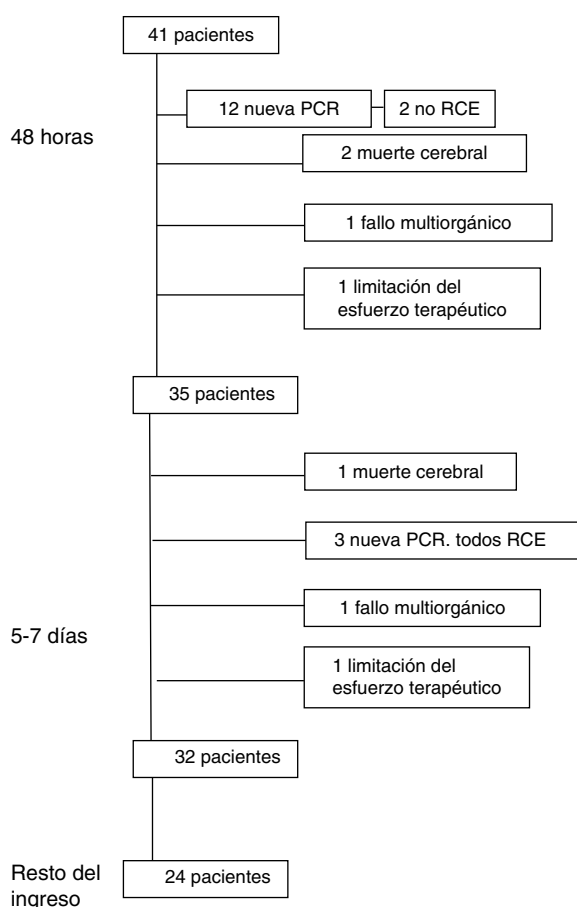 41 pacientes
12 nueva PCR
2 no RCE
48 horas
2 muerte cerebral
1 fallo multiorgánico
1 limitación del
esfuerzo terapéutico
35 pacientes
1 muerte cerebral
3 nueva PCR. todos RCE
1 fallo multiorgánico
5-7 días
1 limitación del
esfuerzo terapéutico
32 pacientes
Resto del
ingreso
24 pacientes